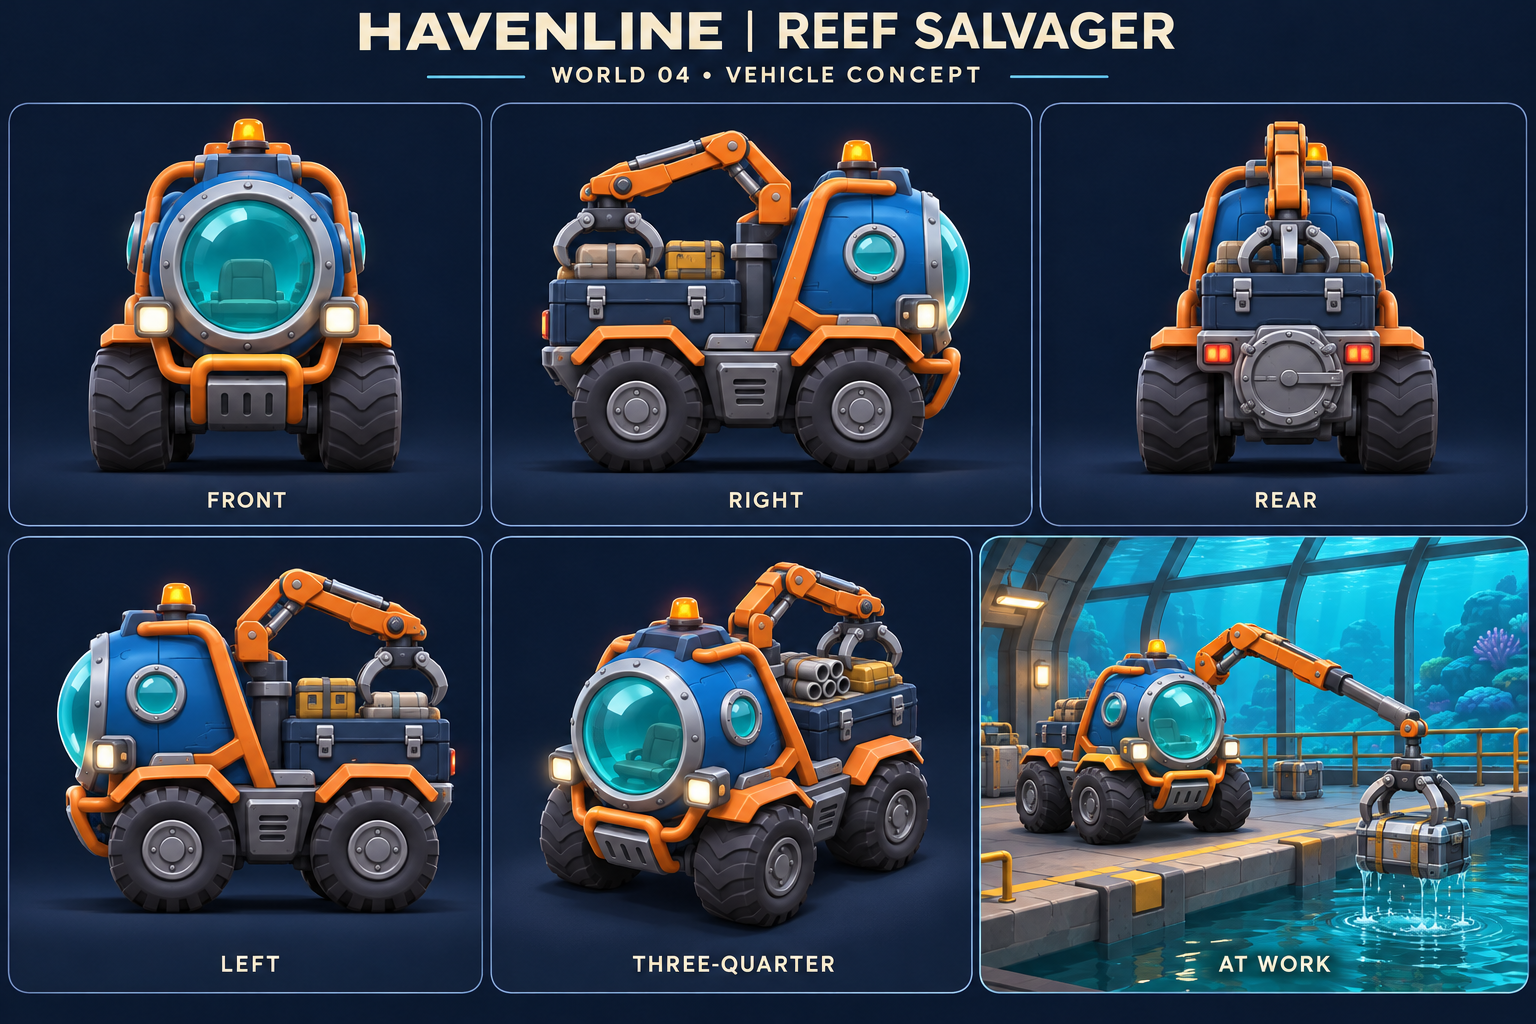 HAVENLINE | REEF SALVAGER
WORLD 04 • VEHICLE CONCEPT
FRONT
RIGHT
REAR
LEFT
THREE-QUARTER
AT WORK